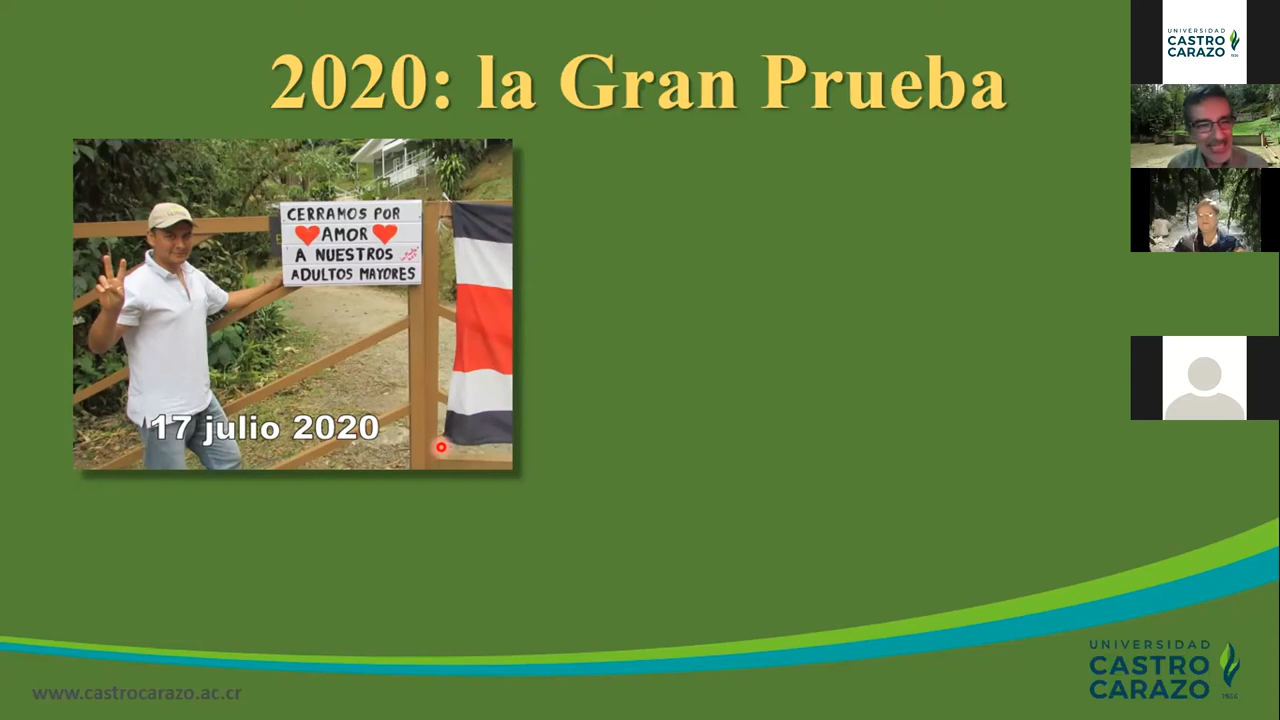 2020: la Gran Prueba
CERRAMOS POR
AMOR
A NUESTROS
ADULTOS MAYORES
17 julio 2020
UNIVERSIDAD
CASTRO
CARAZO
UNIVERSIDAD
CASTRO
CARAZO
www.castrocarazo.ac.cr